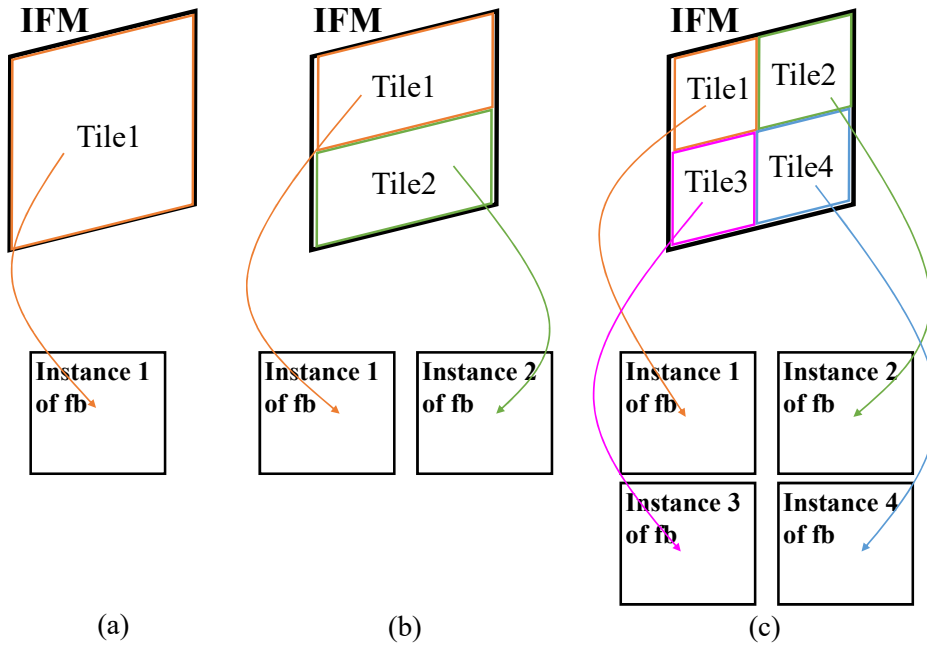 IFM
Tile1
Instance 1
of fb
(a)
IFM
Tile1
Tile2
Instance 1
of fb
Instance 2
of fb
(b)
IFM
Tile1
Tile2
Tile3
Tile4
Instance 1
of fb
Instance 2
of fb
Instance 3
of fb
Instance 4
of fb
(c)